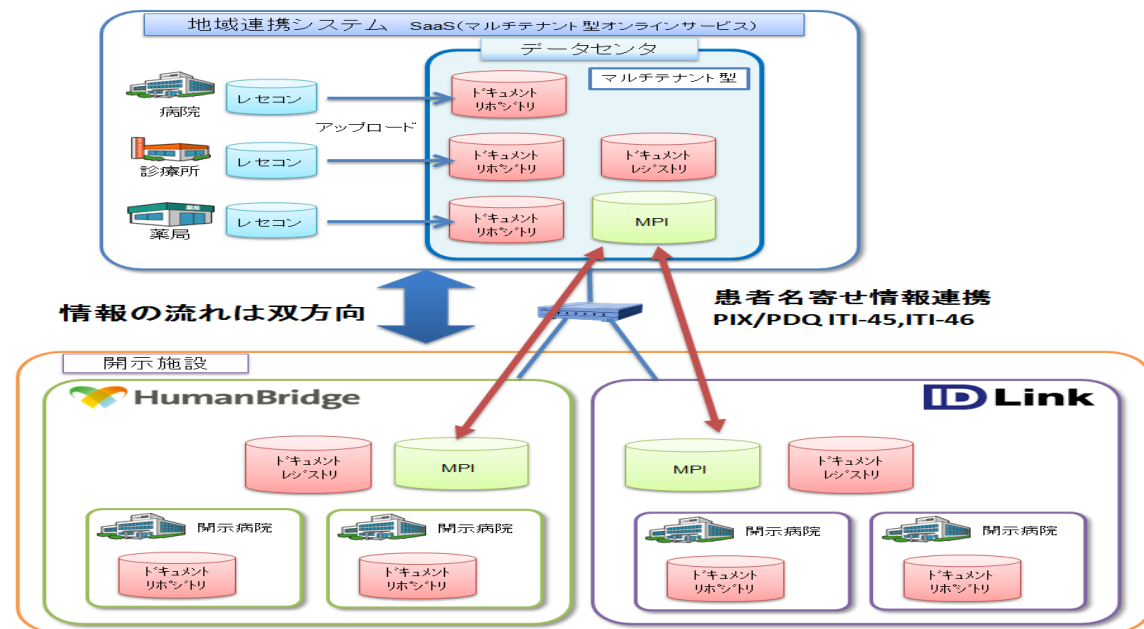 地域連携システム SaaS(マルチテナント型オンラインサービス)
データセンタ
マルチテナント型
病院
レセコン
アップロード
ドキュメント
リポジトリ
診療所
レセコン
ドキュメント
リポジトリ
ドキュメント
レジストリ
薬局
レセコン
ドキュメント
リポジトリ
MPI
情報の流れは双方向
患者名寄せ情報連携
PIX/PDQ ITI-45,ITI-46
開示施設
HumanBridge
ドキュメント
レジストリ
MPI
開示病院
ドキュメント
リポジトリ
開示病院
ドキュメント
リポジトリ
ID Link
MPI
ドキュメント
レジストリ
開示病院
ドキュメント
リポジトリ
開示病院
ドキュメント
リポジトリ